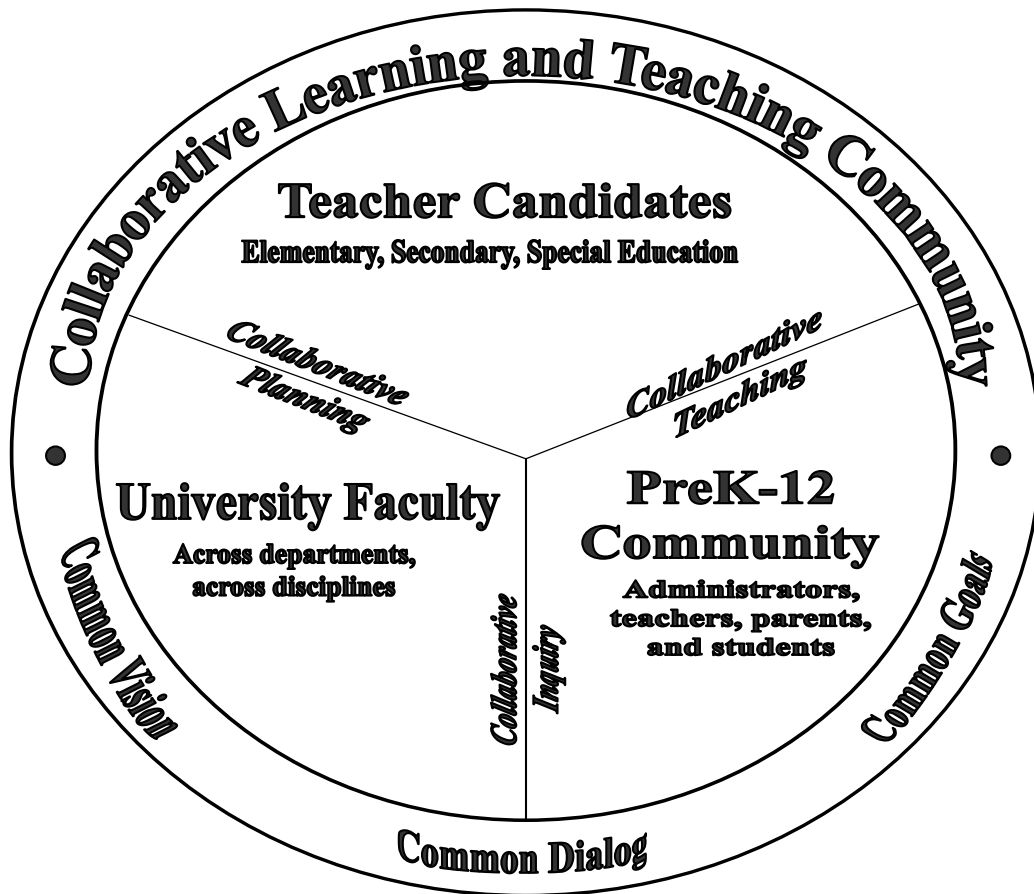 Collaborative Learning and Teaching Community
Teacher Candidates
Elementary, Secondary, Special Education
Collaborative
Planning
Collaborative
Teaching
University Faculty
Across departments,
across disciplines
PreK-12
Community
Administrators,
teachers, parents,
and students
Collaborative
Inquiry
Common Vision
Common Dialog
Common Goals